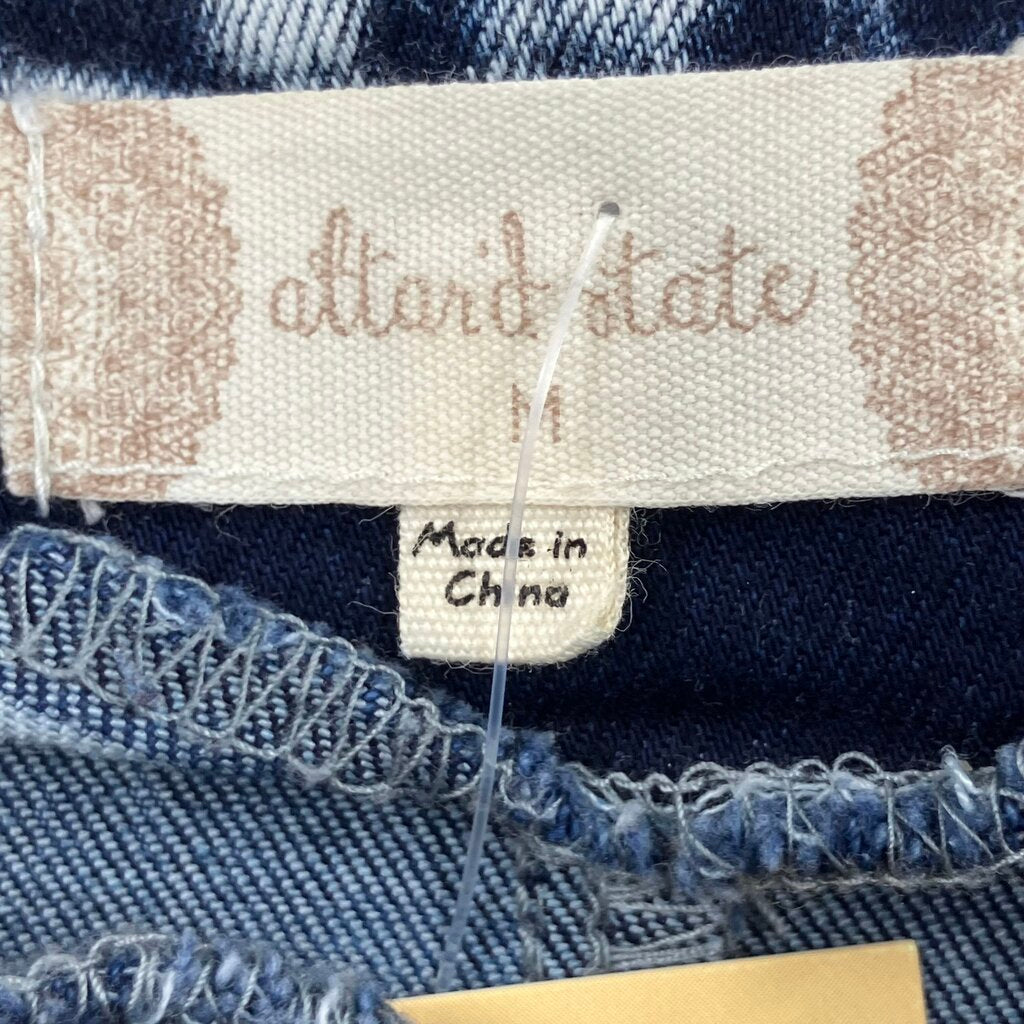 altar'd state
M
Made in
China